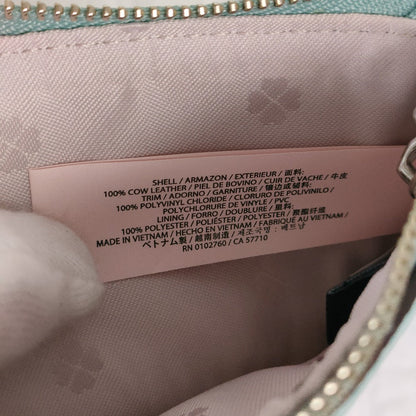 SHELL / ARMAZON / EXTERIEUR / 面料:
100% COW LEATHER / PIEL DE BOVINO / CUIR DE VACHE / 牛皮
TRIM / ADORNO / GARNITURE / 镶边或辅料:
100% POLYVINYL CHLORIDE / CLORURO DE POLIVINILO /
POLYCHLORURE DE VINYLE / PVC
LINING / FORRO / DOUBLURE / 里料:
100% POLYESTER / POLIÉSTER / POLYESTER / 聚酯纤维
MADE IN VIETNAM / HECHO EN VIETNAM / FABRIQUÉ AU VIETNAM /
ベトナム製 / 越南制造 / 제조국명: 베트남
RN 0102760 / CA 57710